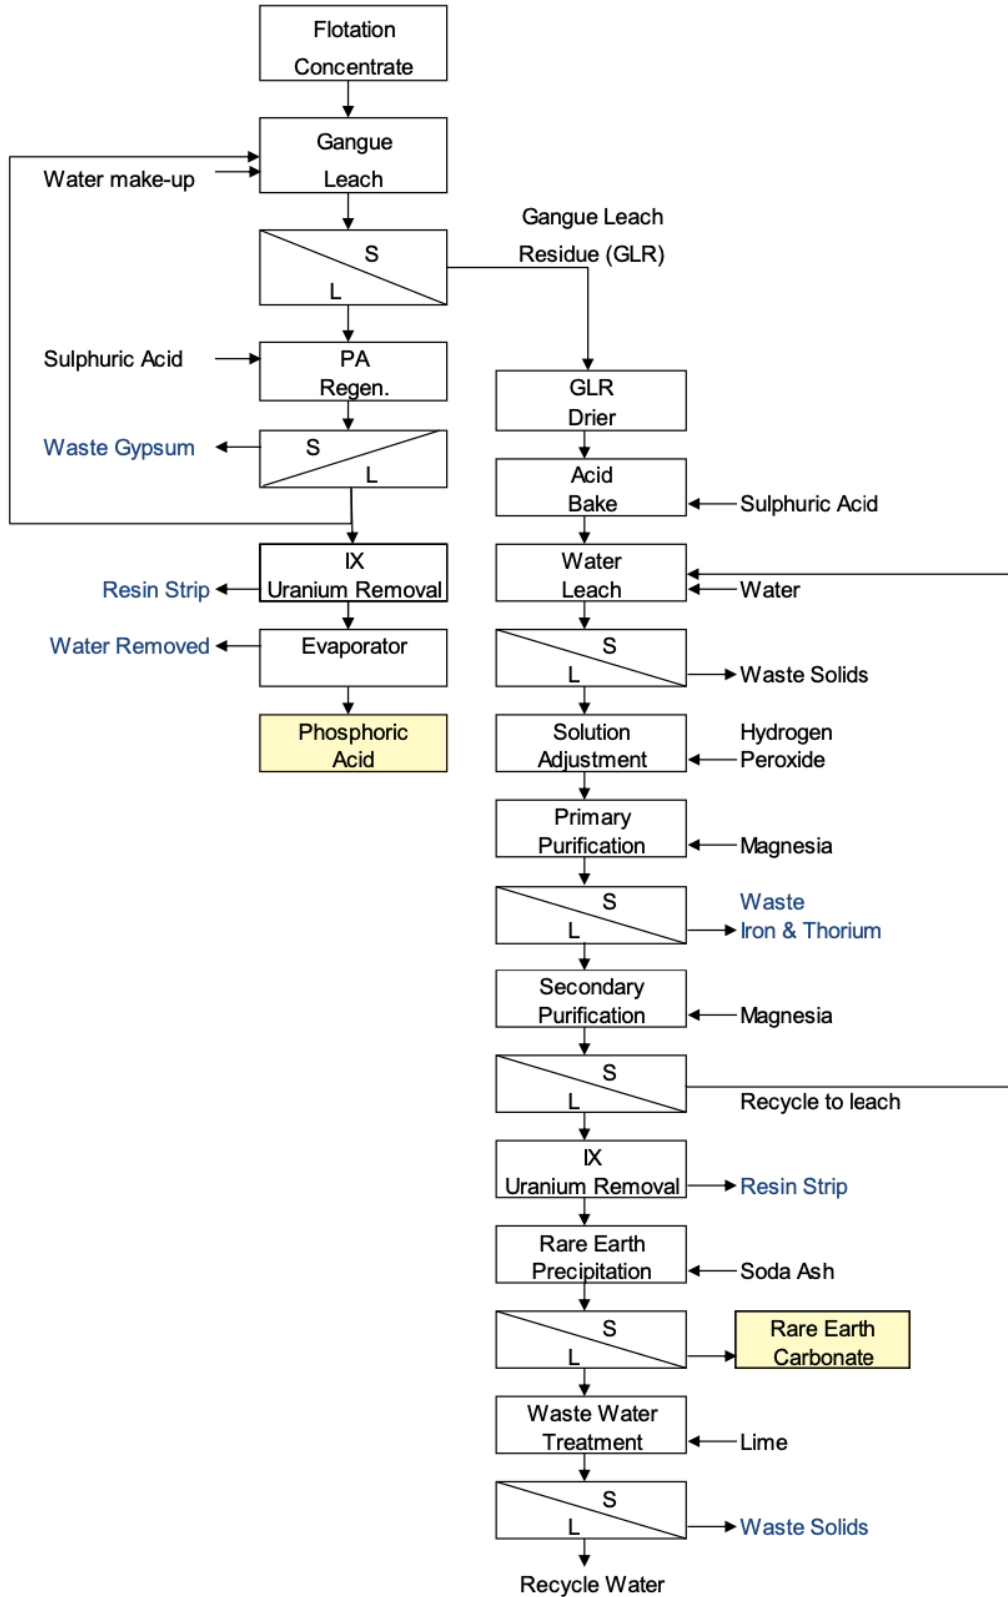 Flotation
Concentrate
Gangue
Leach
Water make-up
S
L
Gangue Leach
Residue (GLR)
Sulphuric Acid
PA
Regen.
Waste Gypsum
S
L
IX
Uranium Removal
Resin Strip
Water Removed
Evaporator
Phosphoric
Acid
GLR
Drier
Acid
Bake
Sulphuric Acid
Water
Leach
Water
S
L
Waste Solids
Solution
Adjustment
Hydrogen
Peroxide
Primary
Purification
Magnesia
S
L
Waste
Iron & Thorium
Secondary
Purification
Magnesia
S
L
Recycle to leach
IX
Uranium Removal
Resin Strip
Rare Earth
Precipitation
Soda Ash
S
L
Rare Earth
Carbonate
Waste Water
Treatment
Lime
S
L
Waste Solids
Recycle Water